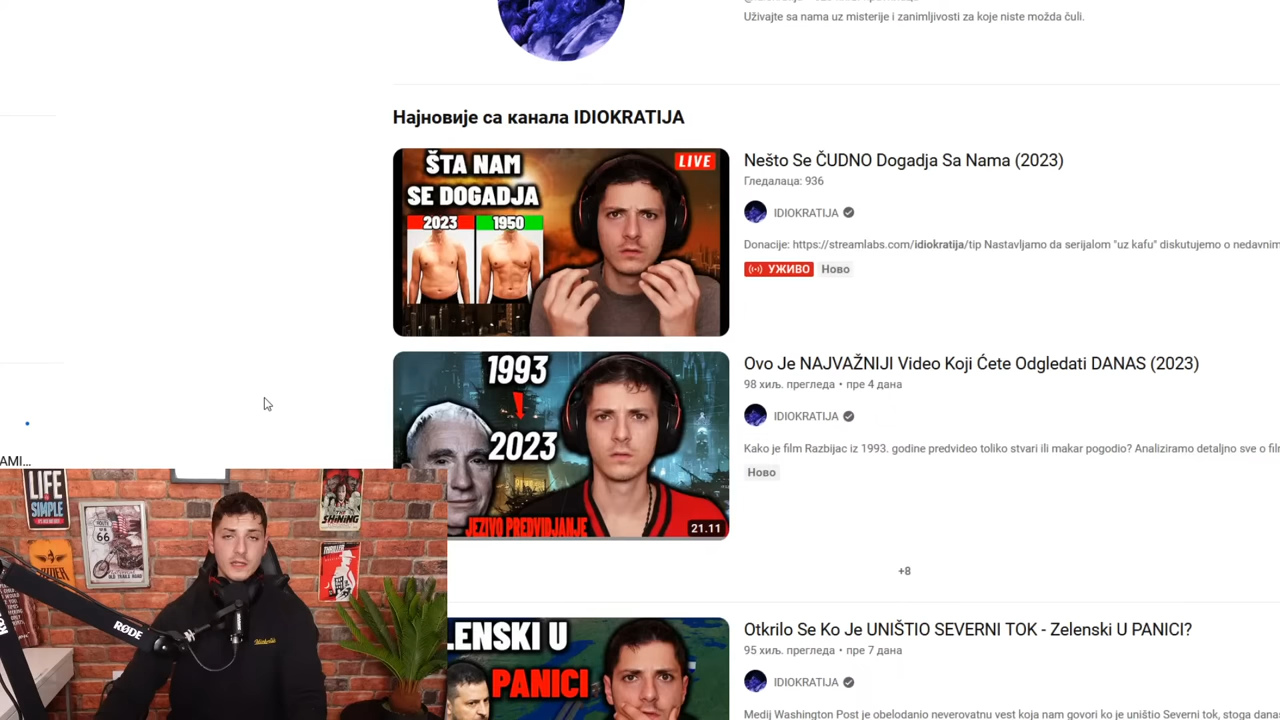 Uživajte sa nama uz misterije i zanimljivosti za koje niste možda čuli.
Најновије са канала IDIOKRATIJA
ŠTA NAM
SE DOGADJA
2023 1950
LIVE
Nešto Se ČUDNO Dogadja Sa Nama (2023)
Гледалаца: 936
IDIOKRATIJA
Donacije: https://streamlabs.com/idiokratija/tip Nastavljamo da serijalom "uz kafu" diskutujemo o nedavnim
УЖИВО Ново
1993
2023
JEZIVO PREDVIDJANJE
21.11
Ovo Je NAJVAŽNIJI Video Koji Ćete Odgledati DANAS (2023)
98 хиљ. прегледа • пре 4 дана
IDIOKRATIJA
Kako je film Razbijac iz 1993. godine predvideo toliko stvari ili makar pogodio? Analiziramo detaljno sve o
Ново
+8
AMI...
LENSKI U
PANICI
Otkrilo Se Ko Je UNIŠTIO SEVERNI TOK - Zelenski U PANICI?
95 хиљ. прегледа • пре 7 дана
IDIOKRATIJA
Medij Washington Post je obelodanio neverovatnu vest koja nam govori ko je uništio Severni tok, stoga dana
LIFE
IS
SIMPLE
ROUTE
66
THE
SHINING
THRILLER
RØDE